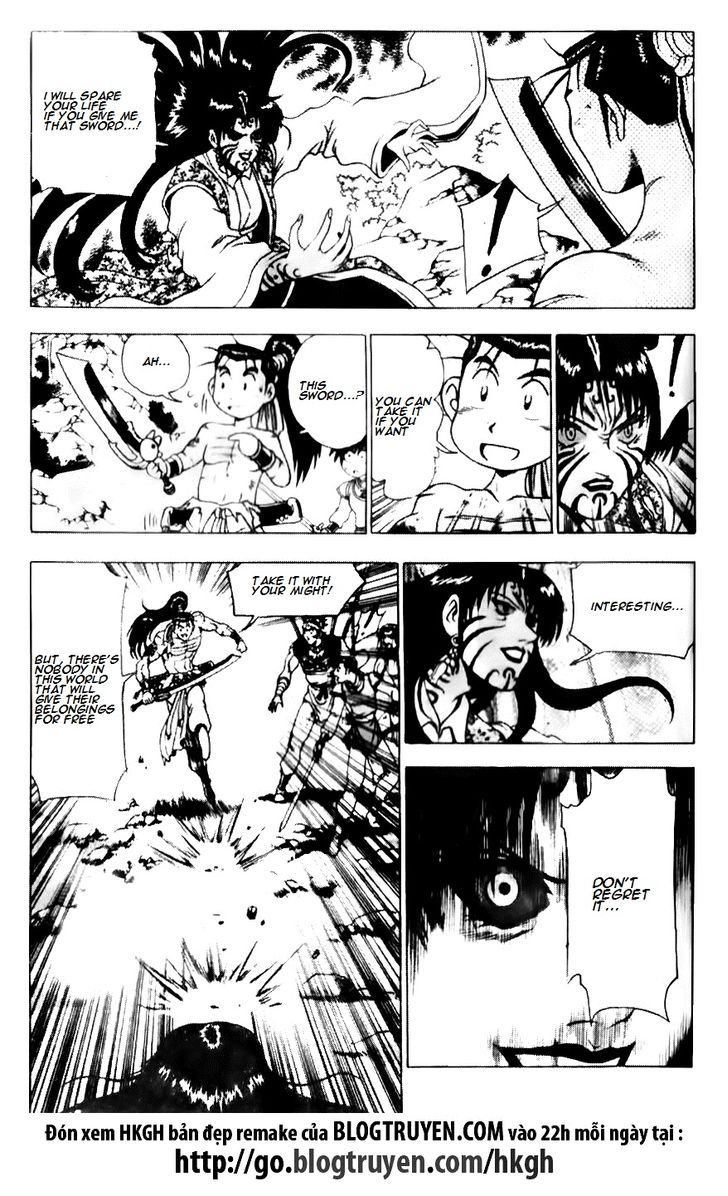 I WILL SPARE
YOUR LIFE
IF YOU GIVE ME
THAT SWORD...!
!
AH...
THIS
SWORD...?
YOU CAN
TAKE IT
IF YOU
WANT
!
TAKE IT WITH
YOUR MIGHT!
BUT, THERE'S
NOBODY IN
THIS WORLD
THAT WILL
GIVE THEIR
BELONGINGS
FOR FREE
INTERESTING...
DON'T
REGRET
IT...
Đón xem HKGH bản đẹp remake của BLOGTRUYEN.COM vào 22h mỗi ngày tại :
http://go.blogtruyen.com/hkgh